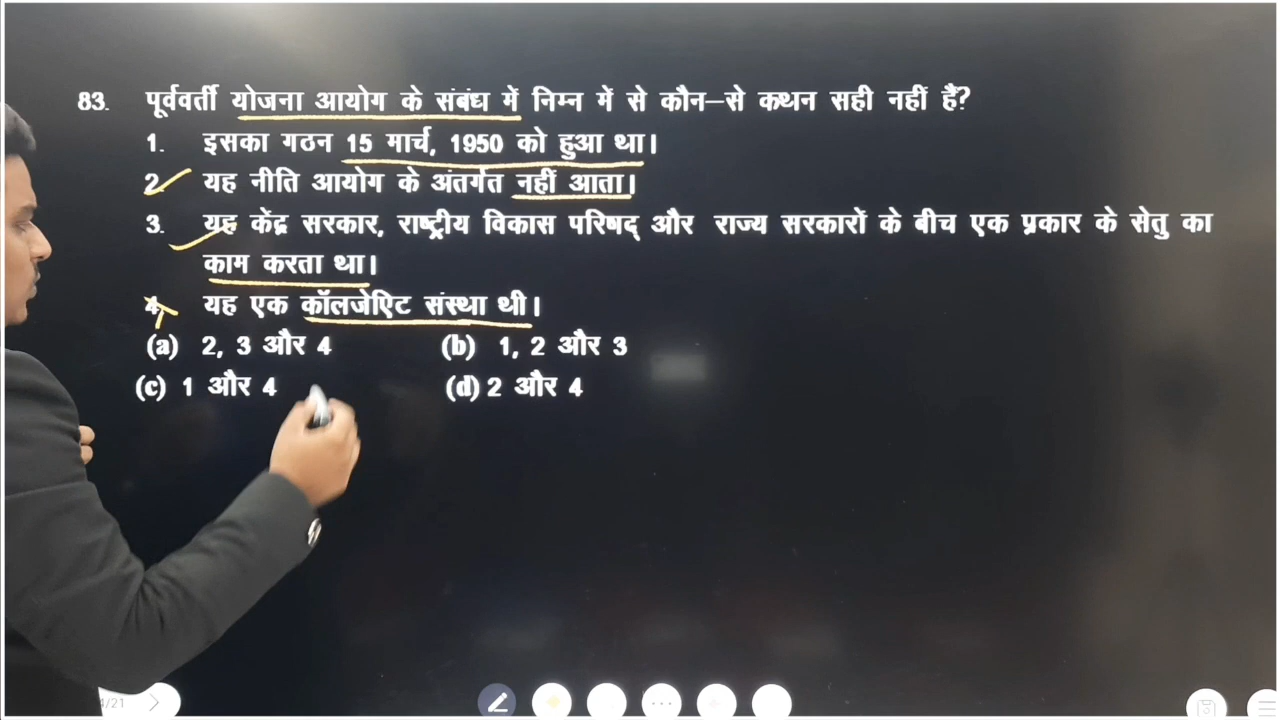 83. पूर्ववर्ती योजना आयोग के संबंध में निम्न में से कौन–से कथन सही नहीं हैं?
1. इसका गठन 15 मार्च, 1950 को हुआ था।
2. यह नीति आयोग के अंतर्गत नहीं आता।
3. यह केंद्र सरकार, राष्ट्रीय विकास परिषद् और राज्य सरकारों के बीच एक प्रकार के सेतु का
काम करता था।
4. यह एक कॉलजेएिट संस्था थी।
(a) 2, 3 और 4 (b) 1, 2 और 3
(c) 1 और 4 (d) 2 और 4
/21